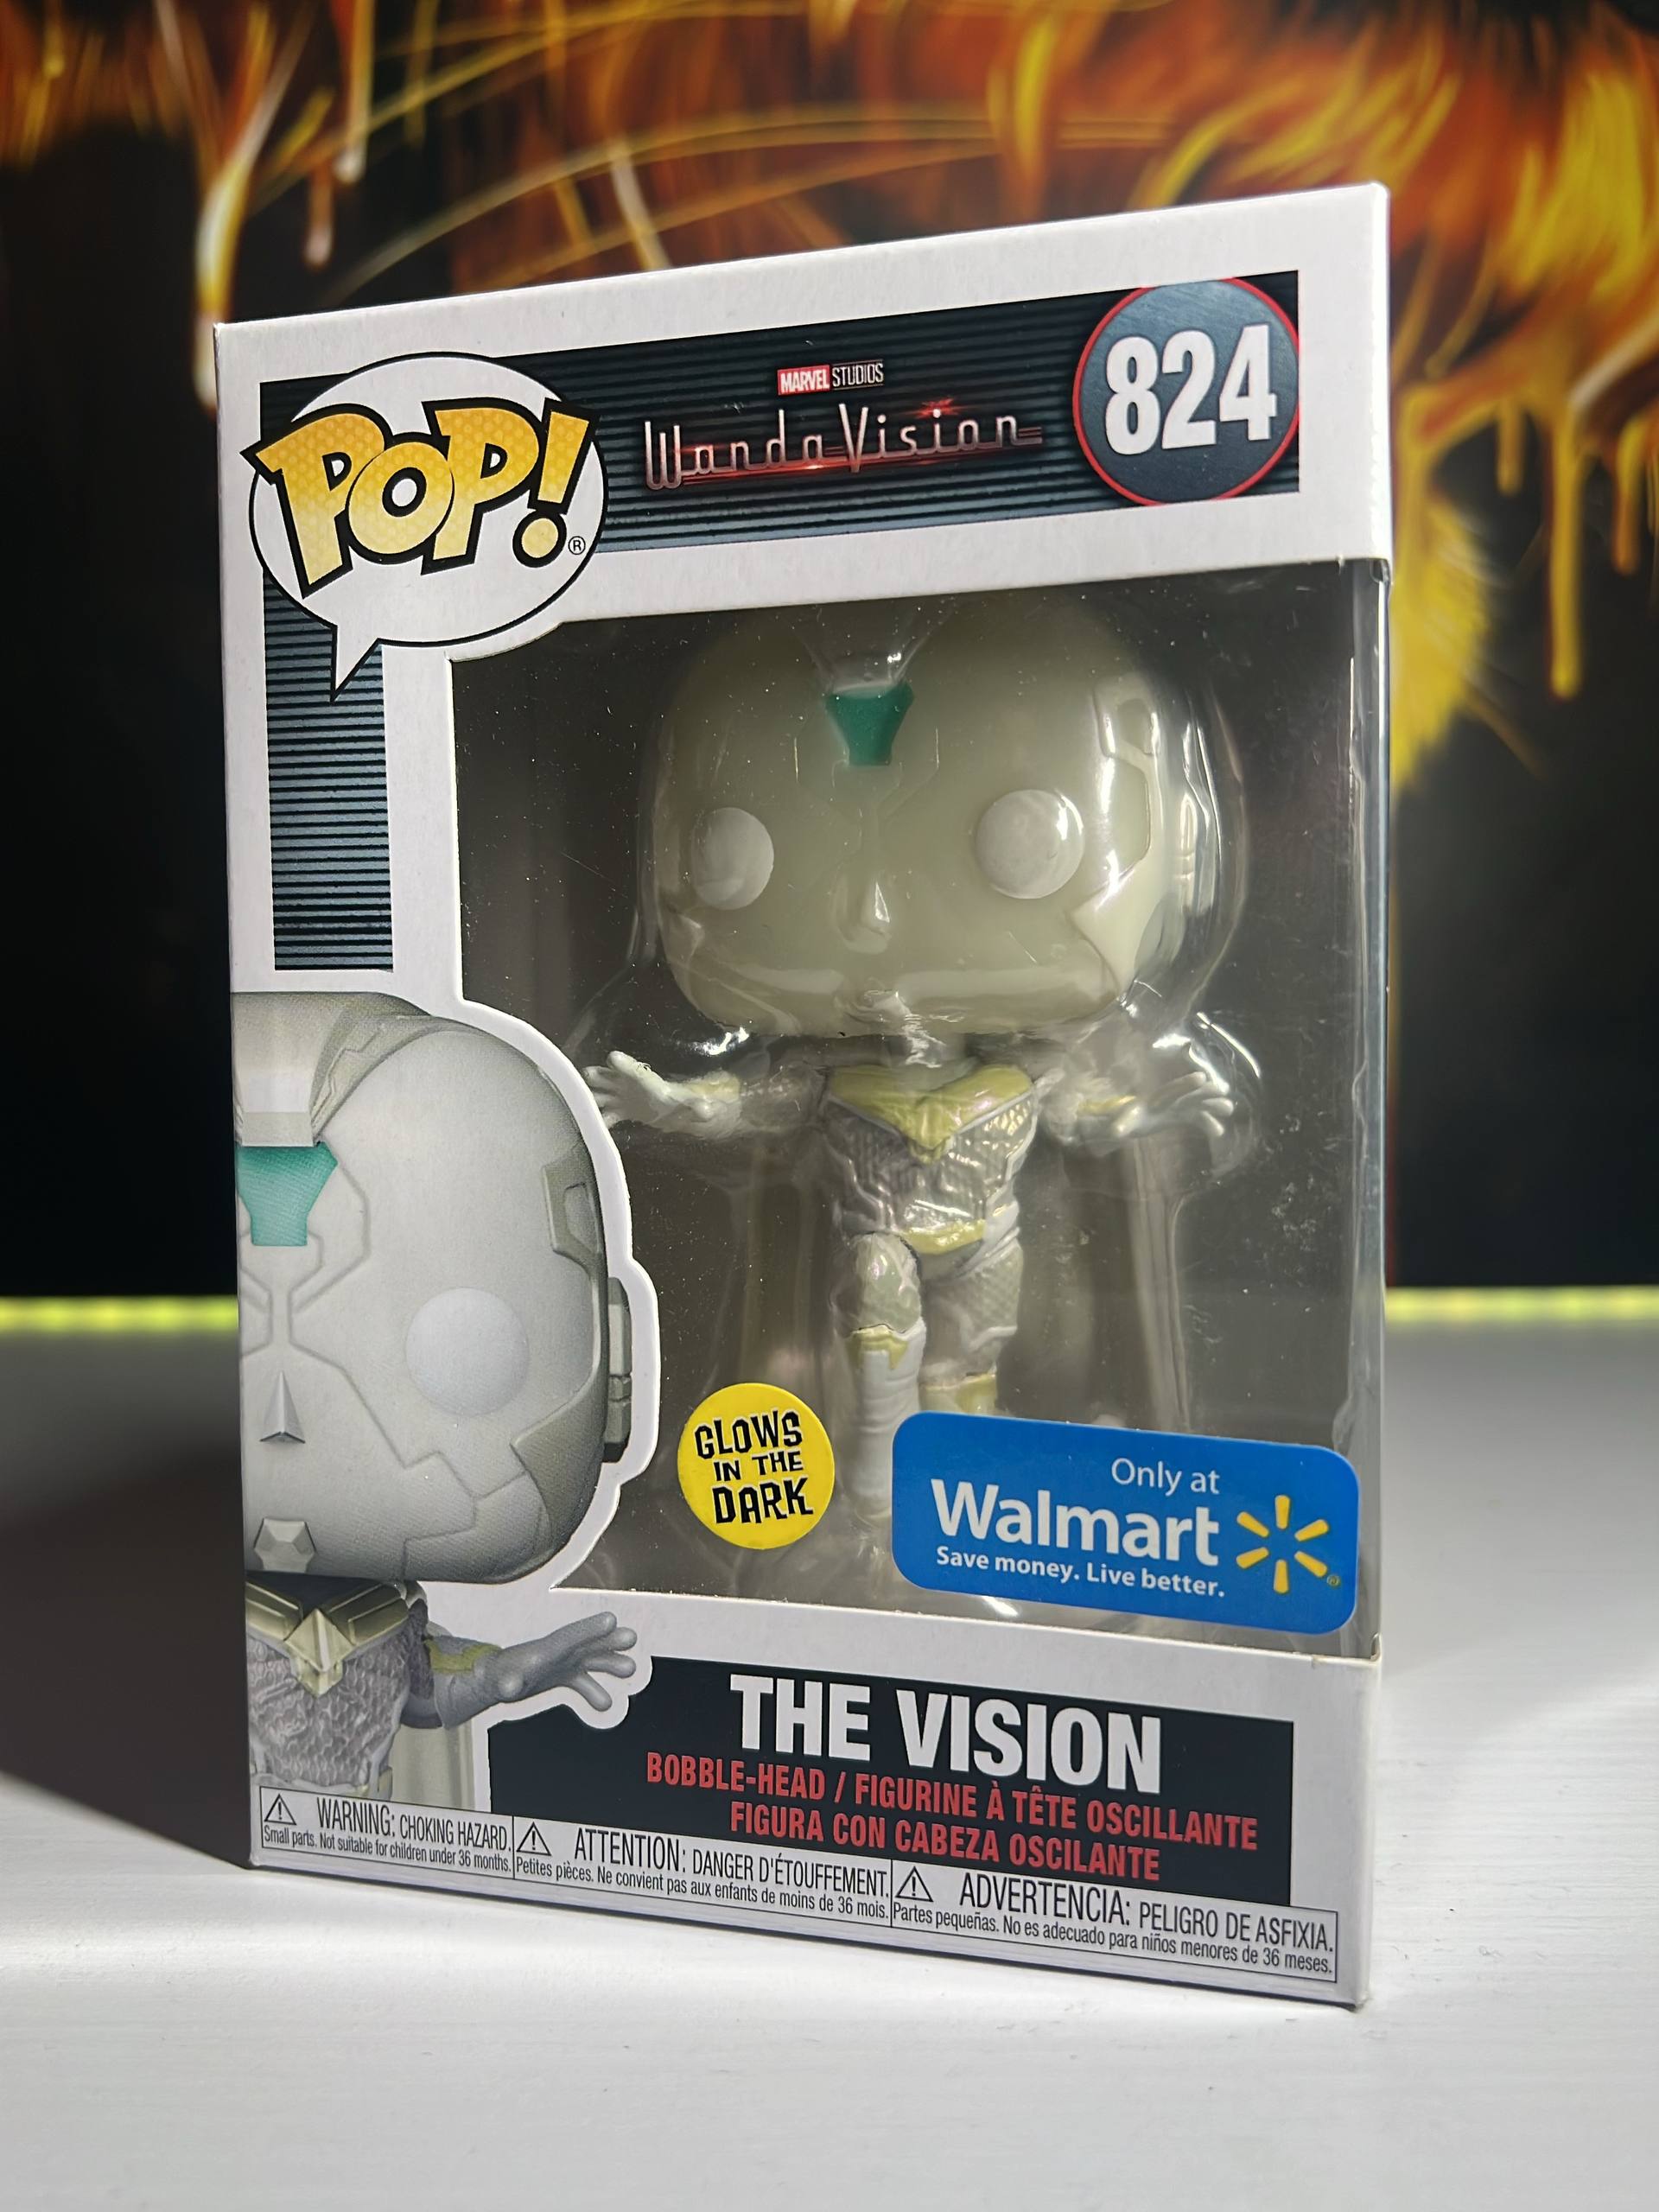 POP!®
MARVEL STUDIOS
WandaVision
824
GLOWS
IN THE
DARK
Only at
Walmart
Save money. Live better.
THE VISION
BOBBLE-HEAD / FIGURINE À TÊTE OSCILLANTE
FIGURA CON CABEZA OSCILANTE
WARNING: CHOKING HAZARD.
Small parts. Not suitable for children under 36 months.
ATTENTION: DANGER D'ÉTOUFFEMENT.
Petites pièces. Ne convient pas aux enfants de moins de 36 mois.
ADVERTENCIA: PELIGRO DE ASFIXIA.
Partes pequeñas. No es adecuado para niños menores de 36 meses.